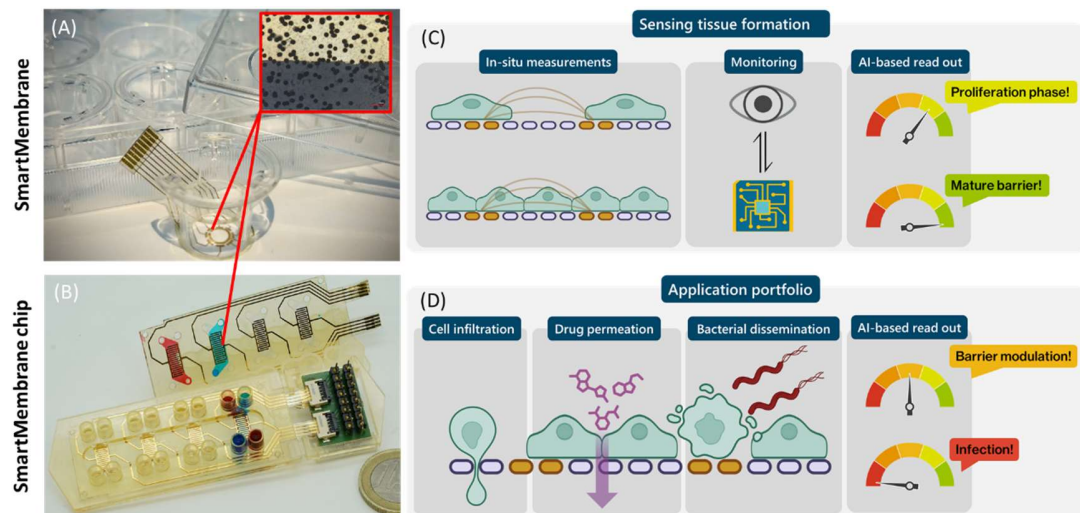 SmartMembrane
(A)
(C)
Sensing tissue formation
In-situ measurements
Monitoring
AI-based read out
Proliferation phase!
Mature barrier!
SmartMembrane chip
(B)
(D)
Application portfolio
Cell infiltration
Drug permeation
Bacterial dissemination
AI-based read out
Barrier modulation!
Infection!